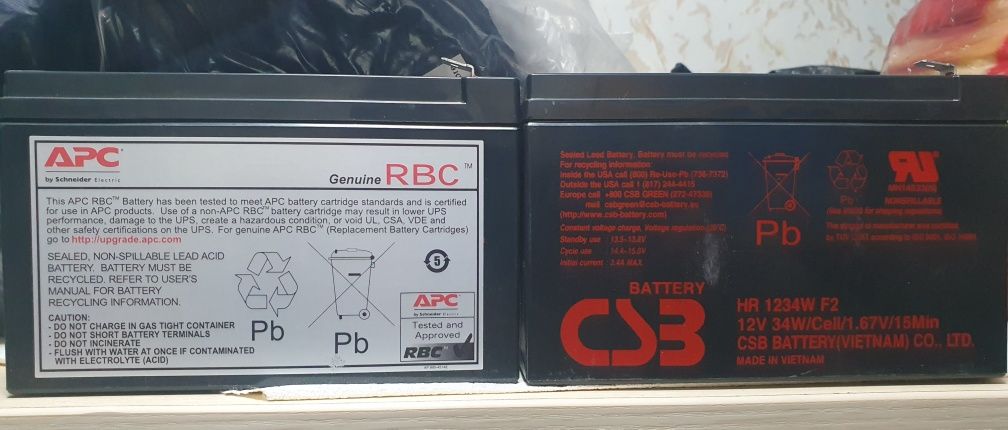 APC
by Schneider Electric
Genuine RBC™
This APC RBC™ Battery has been tested to meet APC battery cartridge standards and is certified
for use in APC products. Use of a non-APC RBC™ battery cartridge may result in lower UPS
performance, damage to the UPS, create a hazardous condition, or void UL, CSA, VDE and
other safety certifications on the UPS. For genuine APC RBC™ (Replacement Battery Cartridges)
go to http://upgrade.apc.com
SEALED, NON-SPILLABLE LEAD ACID
BATTERY. BATTERY MUST BE
RECYCLED. REFER TO USER'S
MANUAL FOR BATTERY
RECYCLING INFORMATION.
CAUTION:
- DO NOT CHARGE IN GAS TIGHT CONTAINER
- DO NOT SHORT BATTERY TERMINALS
- DO NOT INCINERATE
- FLUSH WITH WATER AT ONCE IF CONTAMINATED
WITH ELECTROLYTE (ACID)
Pb
Pb
5
APC
by Schneider Electric
Tested and
Approved
RBC™
Sealed Lead Battery, Battery must be recycled
For recycling information:
Inside the USA call (800) Re-Use-Pb (736-7372)
Outside the USA call 1 (817) 244-4415
Europe call +800 CSB GREEN (272-47336)
mail csbgreen@csb-battery.com
(http://www.csb-battery.com)
Constant voltage charge, Voltage regulation
Standby use 13.5-13.8V
Cycle use 14.4-15.0V
Initial current 3.4A MAX.
Pb
Pb
NONSPILLABLE
BATTERY
CSB
HR 1234W F2
12V 34W/Cell/1.67V/15Min
CSB BATTERY(VIETNAM) CO., LTD.
MADE IN VIETNAM